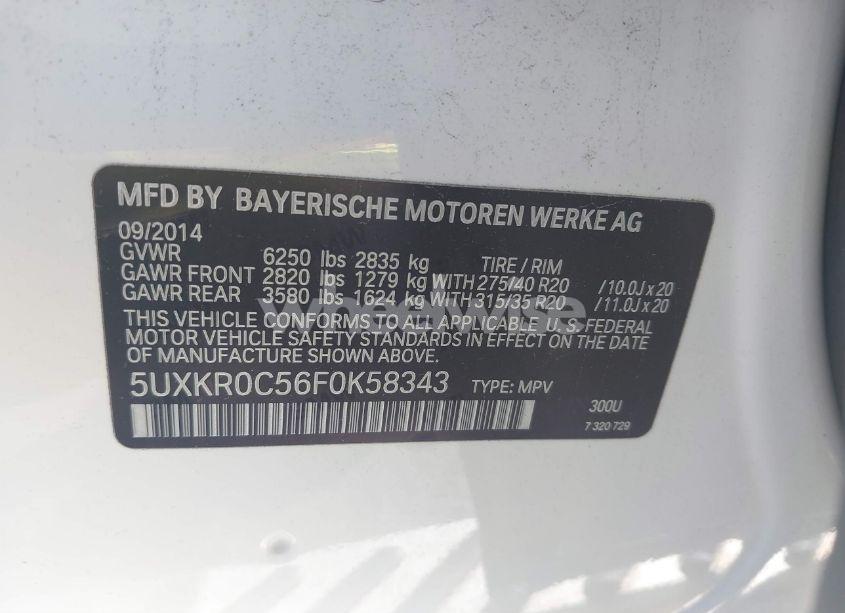 MFD BY BAYERISCHE MOTOREN WERKE AG
09/2014
GVWR 6250 lbs 2835 kg TIRE / RIM
GAWR FRONT 2820 lbs 1279 kg WITH 275/40 R20 /10.0J x 20
GAWR REAR 3580 lbs 1624 kg WITH 315/35 R20 /11.0J x 20
THIS VEHICLE CONFORMS TO ALL APPLICABLE U. S. FEDERAL
MOTOR VEHICLE SAFETY STANDARDS IN EFFECT ON THE DATE
OF MANUFACTURE SHOWN ABOVE.
5UXKR0C56F0K58343 TYPE: MPV
300U
7 320 729
wheelwise